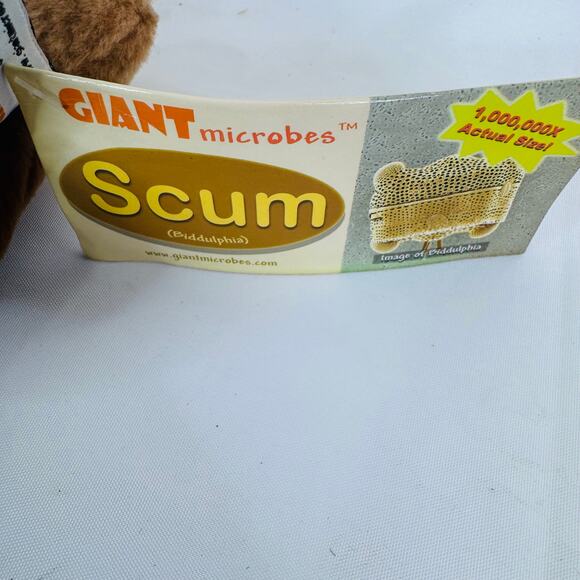 GIANT microbes™
Scum
(Biddulphia)
www.giantmicrobes.com
1,000,000X
Actual Size!
Image of Biddulphia